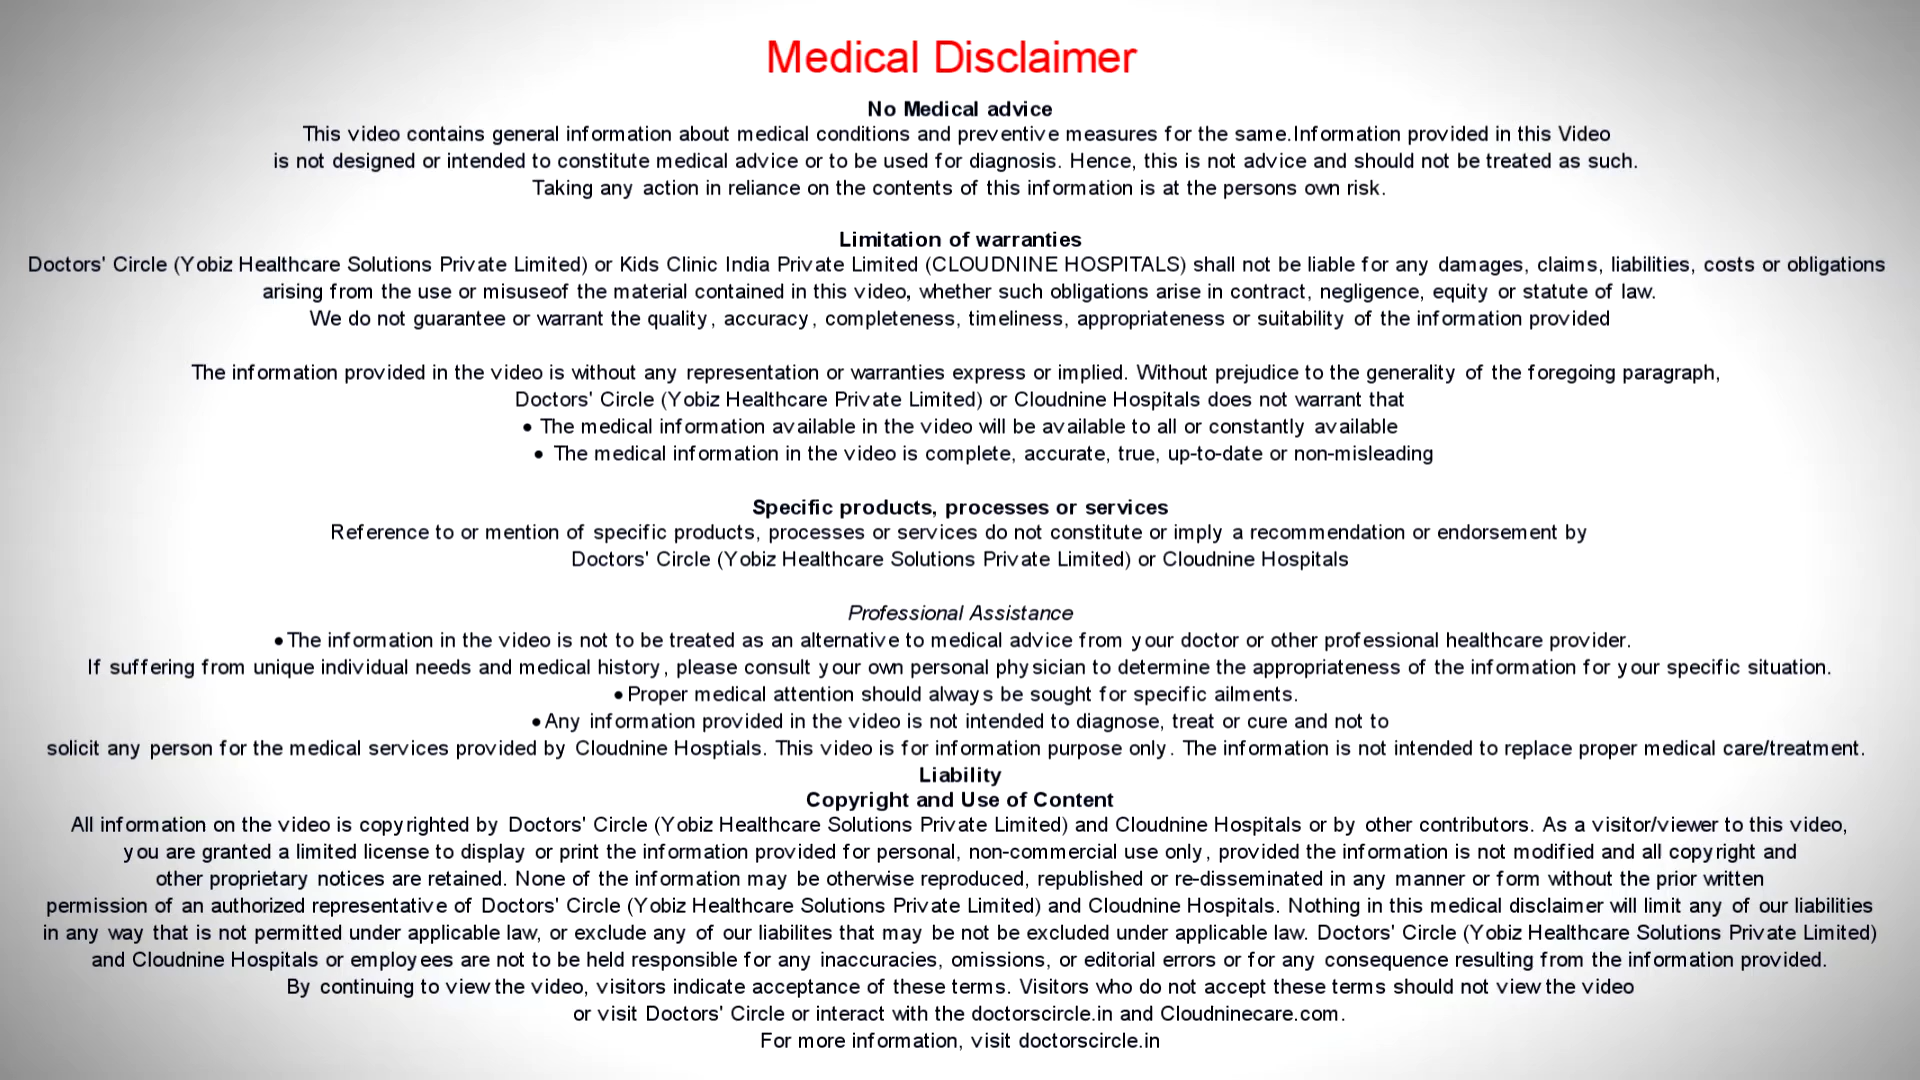 Medical Disclaimer
No Medical advice
This video contains general information about medical conditions and preventive measures for the same.Information provided in this Video
is not designed or intended to constitute medical advice or to be used for diagnosis. Hence, this is not advice and should not be treated as such.
Taking any action in reliance on the contents of this information is at the persons own risk.
Limitation of warranties
Doctors' Circle (Yobiz Healthcare Solutions Private Limited) or Kids Clinic India Private Limited (CLOUDNINE HOSPITALS) shall not be liable for any damages, claims, liabilities, costs or obligations
arising from the use or misuseof the material contained in this video, whether such obligations arise in contract, negligence, equity or statute of law.
We do not guarantee or warrant the quality, accuracy, completeness, timeliness, appropriateness or suitability of the information provided
The information provided in the video is without any representation or warranties express or implied. Without prejudice to the generality of the foregoing paragraph,
Doctors' Circle (Yobiz Healthcare Private Limited) or Cloudnine Hospitals does not warrant that
• The medical information available in the video will be available to all or constantly available
• The medical information in the video is complete, accurate, true, up-to-date or non-misleading
Specific products, processes or services
Reference to or mention of specific products, processes or services do not constitute or imply a recommendation or endorsement by
Doctors' Circle (Yobiz Healthcare Solutions Private Limited) or Cloudnine Hospitals
Professional Assistance
•The information in the video is not to be treated as an alternative to medical advice from your doctor or other professional healthcare provider.
If suffering from unique individual needs and medical history, please consult your own personal physician to determine the appropriateness of the information for your specific situation.
•Proper medical attention should always be sought for specific ailments.
•Any information provided in the video is not intended to diagnose, treat or cure and not to
solicit any person for the medical services provided by Cloudnine Hosptials. This video is for information purpose only. The information is not intended to replace proper medical care/treatment.
Liability
Copyright and Use of Content
All information on the video is copyrighted by Doctors' Circle (Yobiz Healthcare Solutions Private Limited) and Cloudnine Hospitals or by other contributors. As a visitor/viewer to this video,
you are granted a limited license to display or print the information provided for personal, non-commercial use only, provided the information is not modified and all copyright and
other proprietary notices are retained. None of the information may be otherwise reproduced, republished or re-disseminated in any manner or form without the prior written
permission of an authorized representative of Doctors' Circle (Yobiz Healthcare Solutions Private Limited) and Cloudnine Hospitals. Nothing in this medical disclaimer will limit any of our liabilities
in any way that is not permitted under applicable law, or exclude any of our liabilites that may be not be excluded under applicable law. Doctors' Circle (Yobiz Healthcare Solutions Private Limited)
and Cloudnine Hospitals or employees are not to be held responsible for any inaccuracies, omissions, or editorial errors or for any consequence resulting from the information provided.
By continuing to view the video, visitors indicate acceptance of these terms. Visitors who do not accept these terms should not view the video
or visit Doctors' Circle or interact with the doctorscircle.in and Cloudninecare.com.
For more information, visit doctorscircle.in